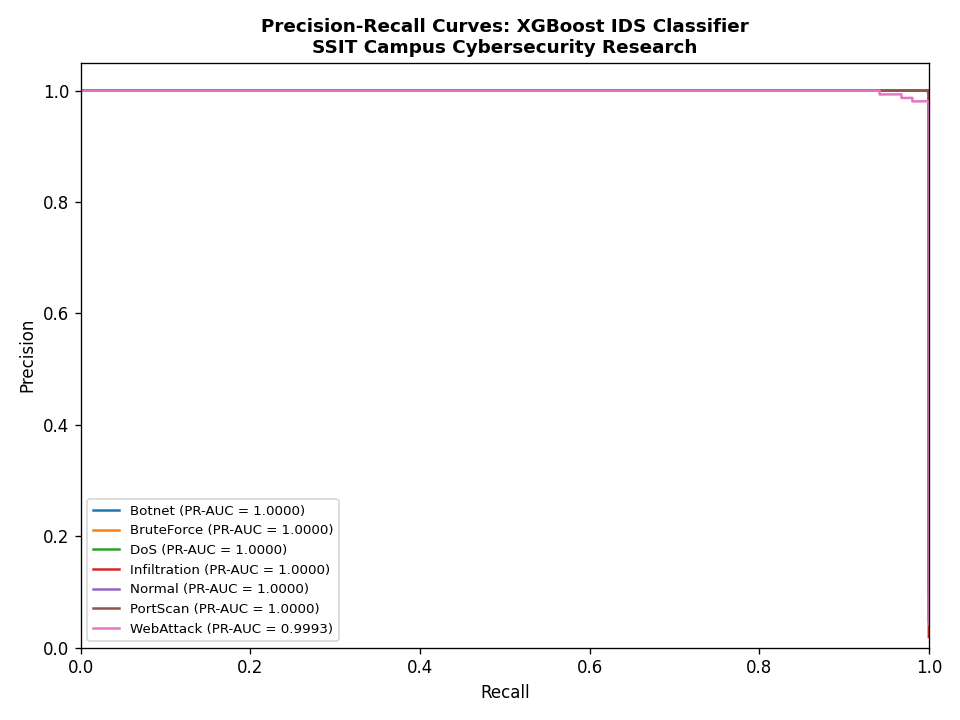 Precision-Recall Curves: XGBoost IDS Classifier
SSIT Campus Cybersecurity Research
Precision
1.0
0.8
0.6
0.4
0.2
0.0
Botnet (PR-AUC = 1.0000)
BruteForce (PR-AUC = 1.0000)
DoS (PR-AUC = 1.0000)
Infiltration (PR-AUC = 1.0000)
Normal (PR-AUC = 1.0000)
PortScan (PR-AUC = 1.0000)
WebAttack (PR-AUC = 0.9993)
0.0 0.2 0.4 0.6 0.8 1.0
Recall